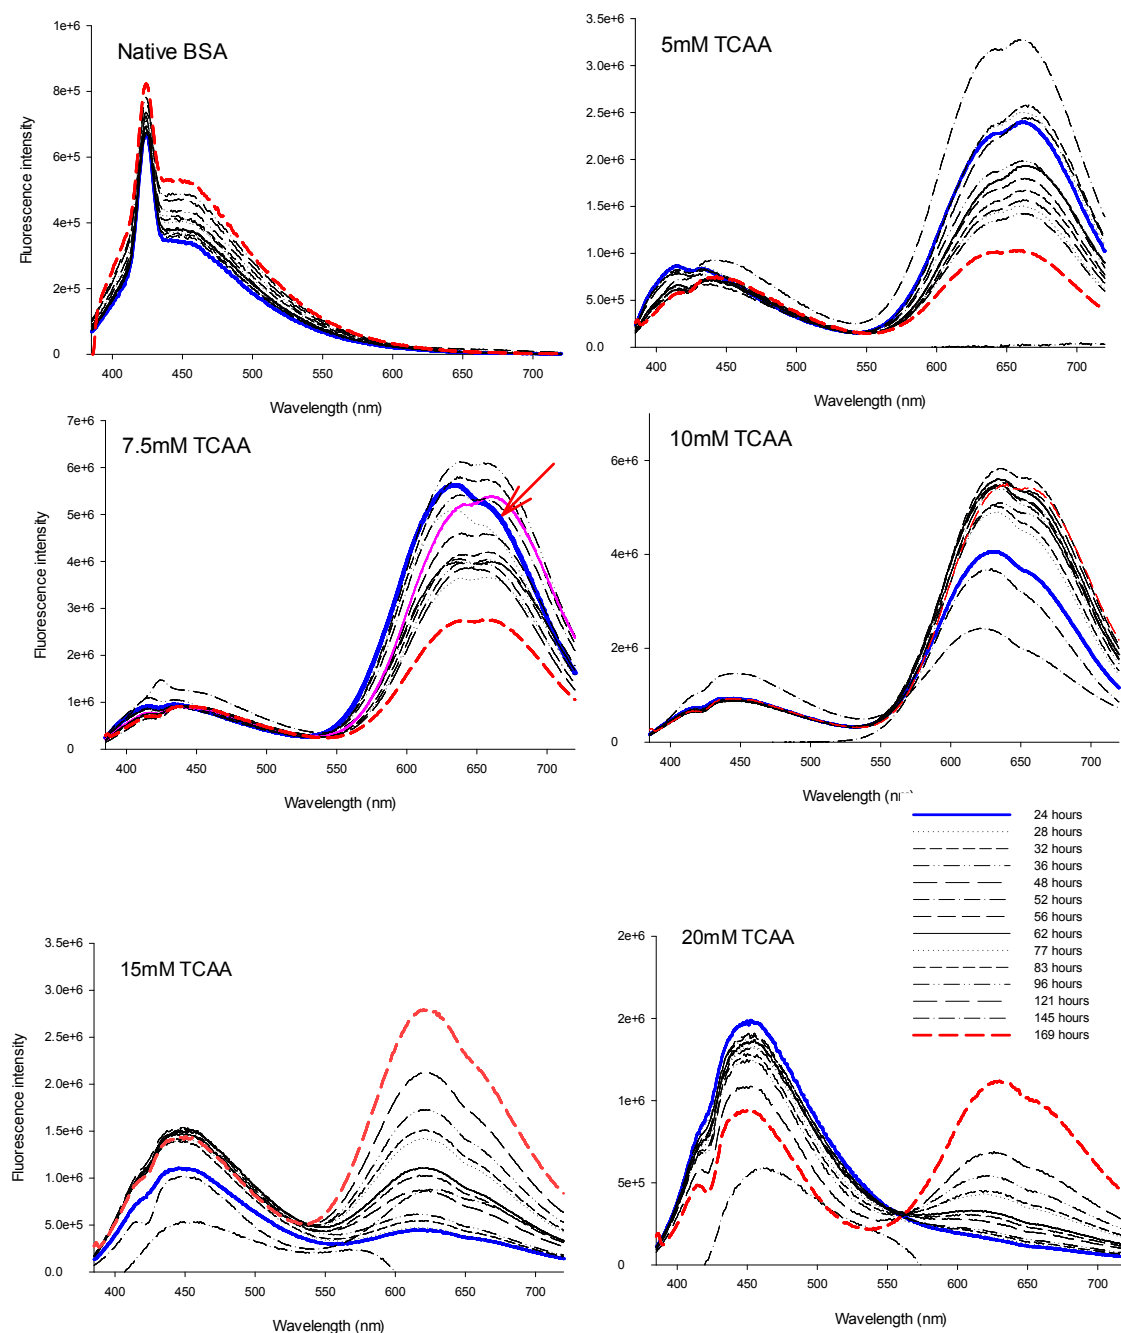 Native BSA
Fluorescence intensity
1e+6
8e+5
6e+5
4e+5
2e+5
0
400 450 500 550 600 650 700
Wavelength (nm)
5mM TCAA
3.5e+6
3.0e+6
2.5e+6
2.0e+6
1.5e+6
1.0e+6
5.0e+5
0.0
400 450 500 550 600 650 700
Wavelength (nm)
7.5mM TCAA
Fluorescence intensity
7e+6
6e+6
5e+6
4e+6
3e+6
2e+6
1e+6
0
400 450 500 550 600 650 700
Wavelength (nm)
10mM TCAA
6e+6
4e+6
2e+6
0
400 450 500 550 600 650 700
Wavelength
24 hours
28 hours
32 hours
36 hours
48 hours
52 hours
56 hours
62 hours
77 hours
83 hours
96 hours
121 hours
145 hours
169 hours
15mM TCAA
Fluorescence intensity
3.5e+6
3.0e+6
2.5e+6
2.0e+6
1.5e+6
1.0e+6
5.0e+5
0.0
400 450 500 550 600 650 700
Wavelength (nm)
20mM TCAA
2e+6
2e+6
1e+6
5e+5
0
400 450 500 550 600 650 700
Wavelength (nm)